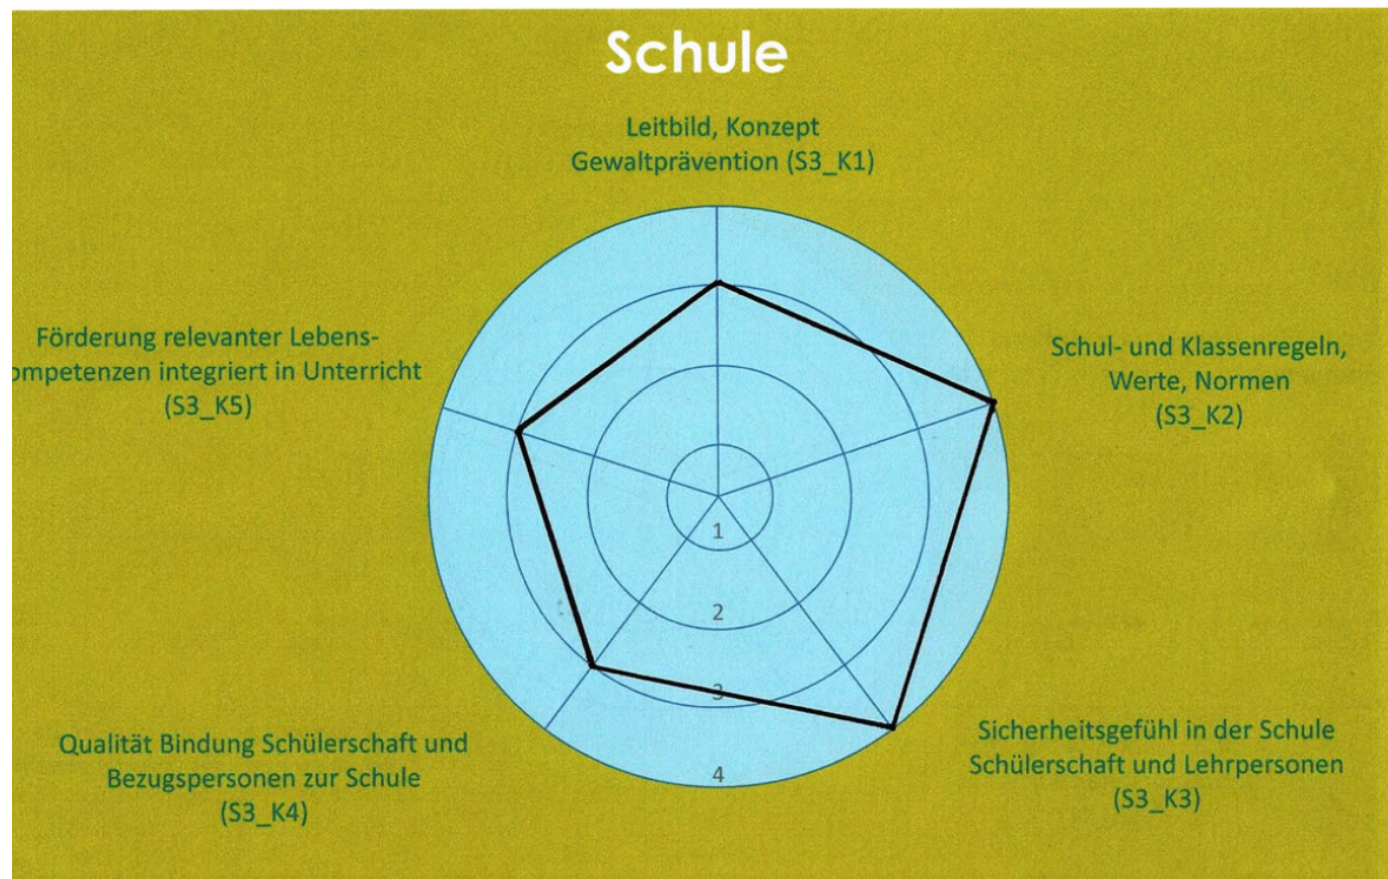 Schule
Leitbild, Konzept
Gewaltprävention (S3_K1)
Förderung relevanter Lebens-
ompetenzen integriert in Unterricht
(S3_K5)
Schul- und Klassenregeln,
Werte, Normen
(S3_K2)
1
2
3
4
Qualität Bindung Schülerschaft und
Bezugspersonen zur Schule
(S3_K4)
Sicherheitsgefühl in der Schule
Schülerschaft und Lehrpersonen
(S3_K3)